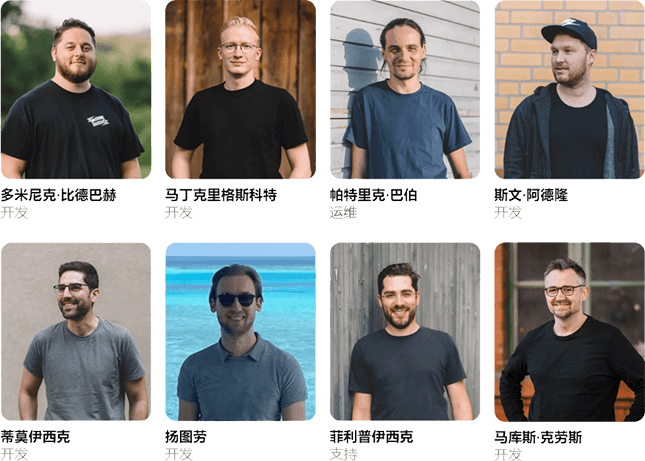 多米尼克·比德巴赫
开发
马丁克里格斯科特
开发
帕特里克·巴伯
运维
斯文·阿德隆
开发
蒂莫伊西克
开发
扬图劳
开发
菲利普伊西克
支持
马库斯·克劳斯
开发